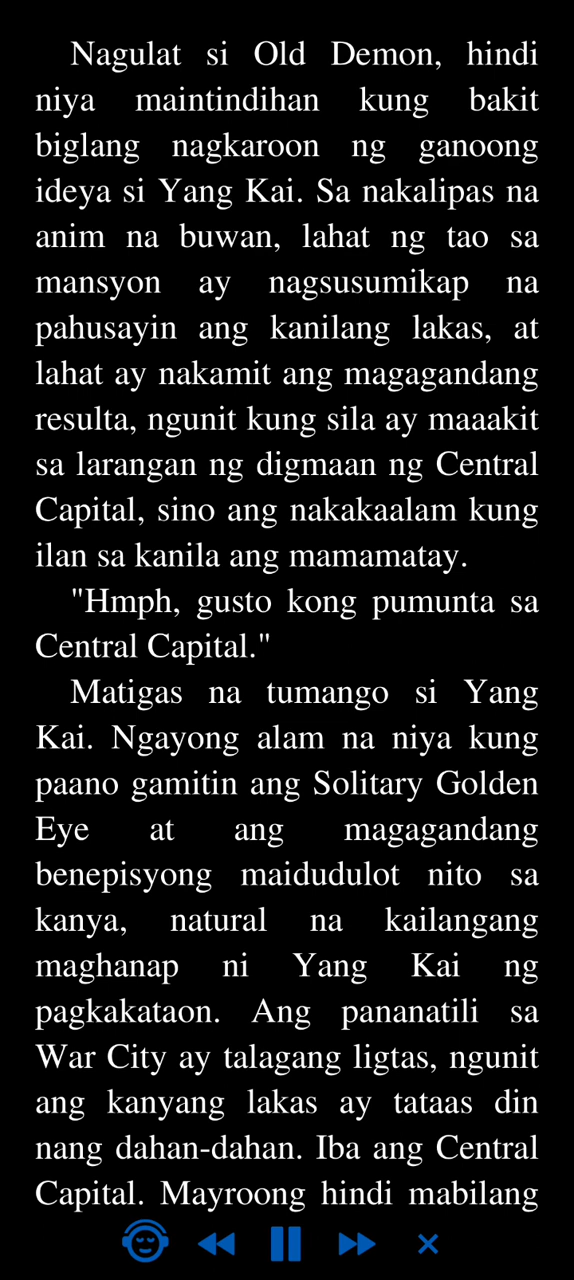 Nagulat si Old Demon, hindi
niya maintindihan kung bakit
biglang nagkaroon ng ganoong
ideya si Yang Kai. Sa nakalipas na
anim na buwan, lahat ng tao sa
mansyon ay nagsusumikap na
pahusayin ang kanilang lakas, at
lahat ay nakamit ang magagandang
resulta, ngunit kung sila ay maaakit
sa larangan ng digmaan ng Central
Capital, sino ang nakakaalam kung
ilan sa kanila ang mamamatay.
"Hmph, gusto kong pumunta sa
Central Capital."
Matigas na tumango si Yang
Kai. Ngayong alam na niya kung
paano gamitin ang Solitary Golden
Eye at ang magagandang
benepisyong maidudulot nito sa
kanya, natural na kailangang
maghanap ni Yang Kai ng
pagkakataon. Ang pananatili sa
War City ay talagang ligtas, ngunit
ang kanyang lakas ay tataas din
nang dahan-dahan. Iba ang Central
Capital. Mayroong hindi mabilang